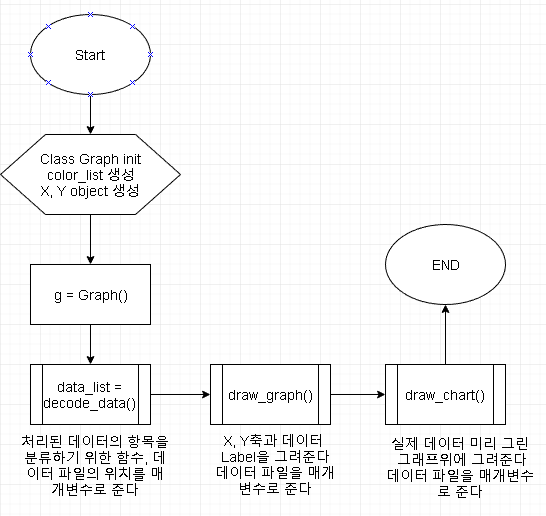 Start
Class Graph init
color_list 생성
X, Y object 생성
g = Graph()
END
data_list =
decode_data()
draw_graph()
draw_chart()
처리된 데이터의 항목을
분류하기 위한 함수, 데
이터 파일의 위치를 매
개변수로 준다
X, Y축과 데이터
Label을 그려준다
데이터 파일을 매개
변수로 준다
실제 데이터 미리 그린
그래프위에 그려준다
데이터 파일을 매개변수
로 준다